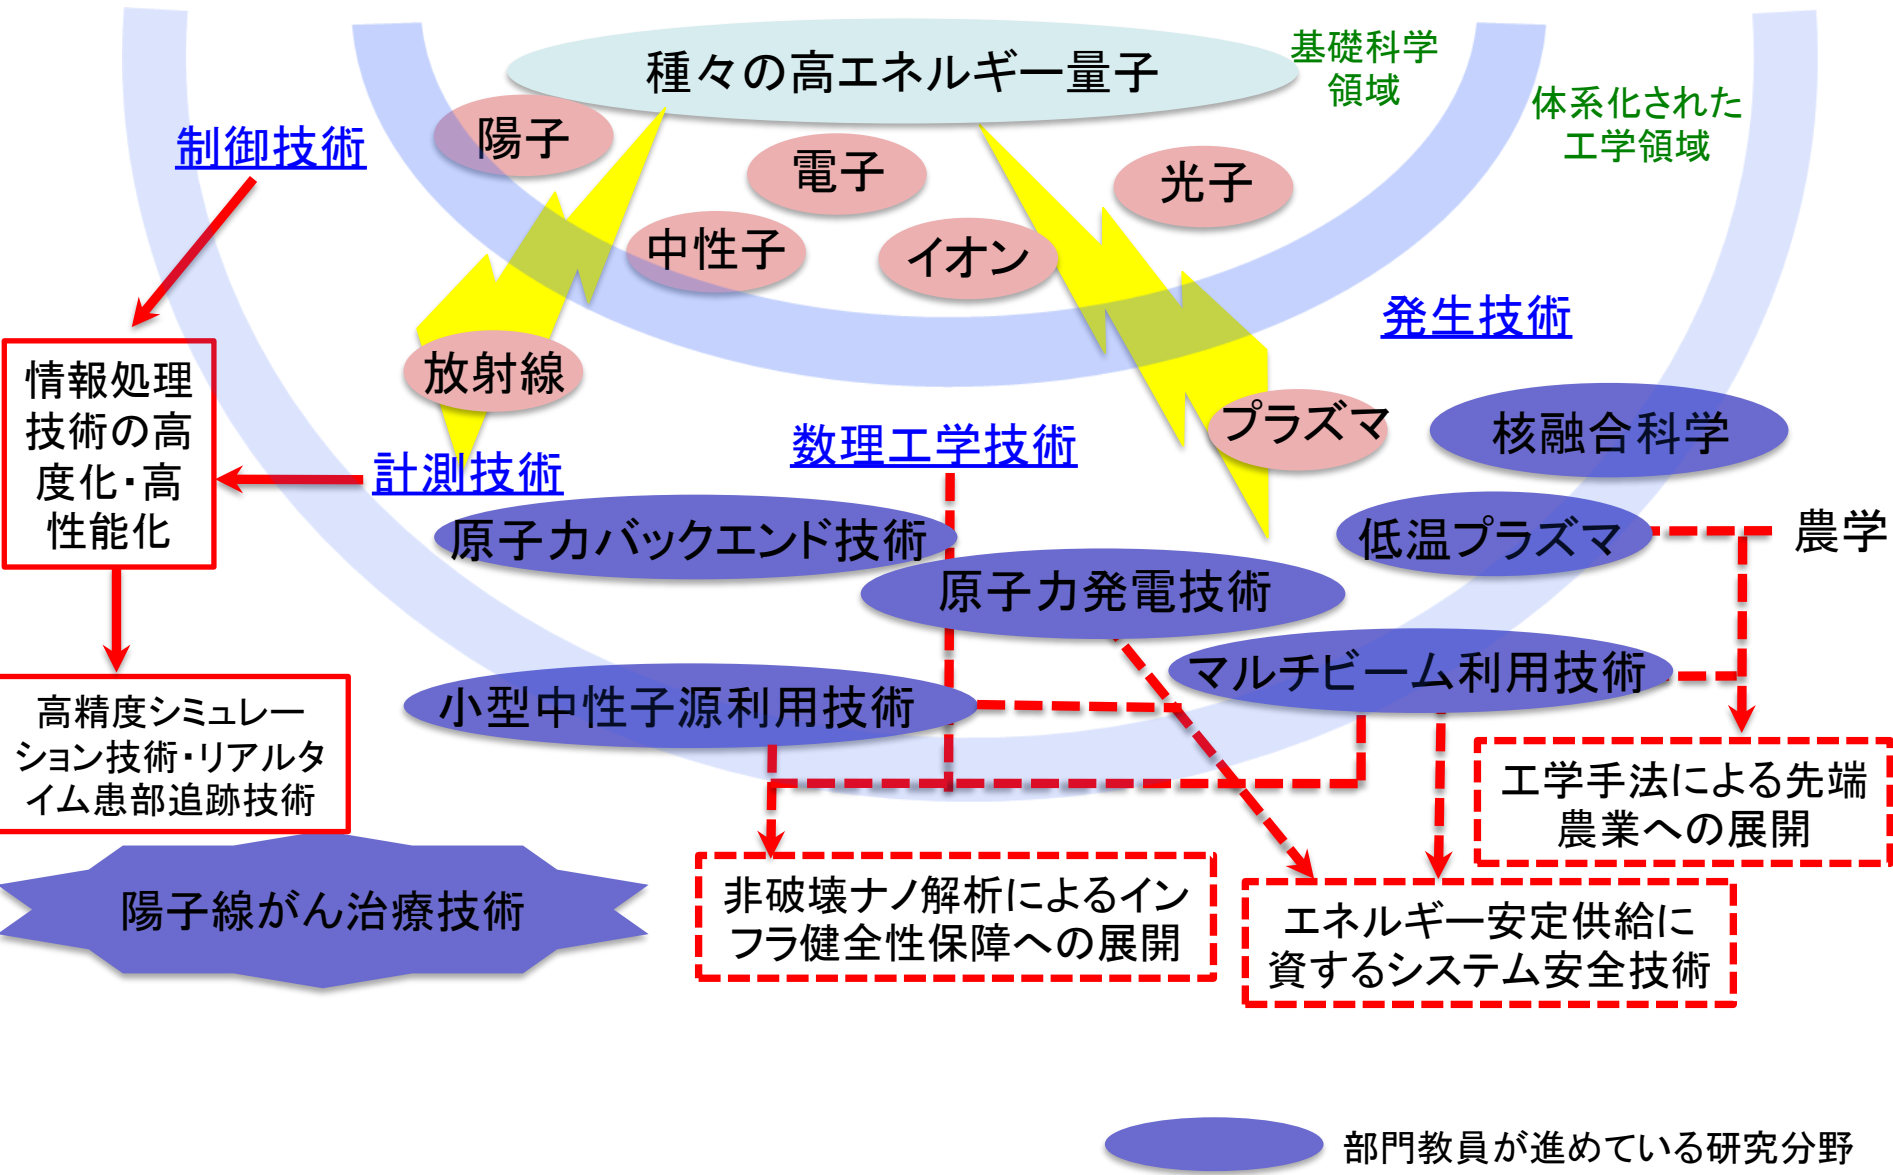 種々の高エネルギー量子
基礎科学
領域
体系化された
工学領域
制御技術
陽子
電子
光子
中性子
イオン
発生技術
放射線
情報処理
技術の高
度化・高
性能化
プラズマ
核融合科学
数理工学技術
計測技術
原子力バックエンド技術
低温プラズマ
農学
原子力発電技術
マルチビーム利用技術
小型中性子源利用技術
高精度シミュレー
ション技術・リアルタ
イム患部追跡技術
工学手法による先端
農業への展開
陽子線がん治療技術
非破壊ナノ解析によるイン
フラ健全性保障への展開
エネルギー安定供給に
資するシステム安全技術
部門教員が進めている研究分野